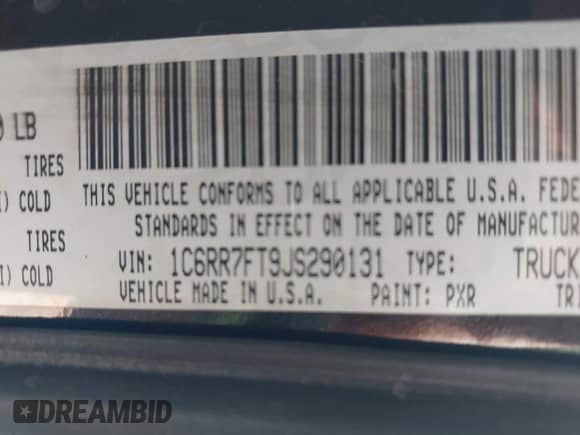 LB
TIRES
COLD
TIRES
COLD
THIS VEHICLE CONFORMS TO ALL APPLICABLE U.S.A. FEDE
STANDARDS IN EFFECT ON THE DATE OF MANUFACTUR
VIN: 1C6RR7FT9JS290131 TYPE: TRUCK
VEHICLE MADE IN U.S.A. PAINT: PXR TRI
DREAMBID